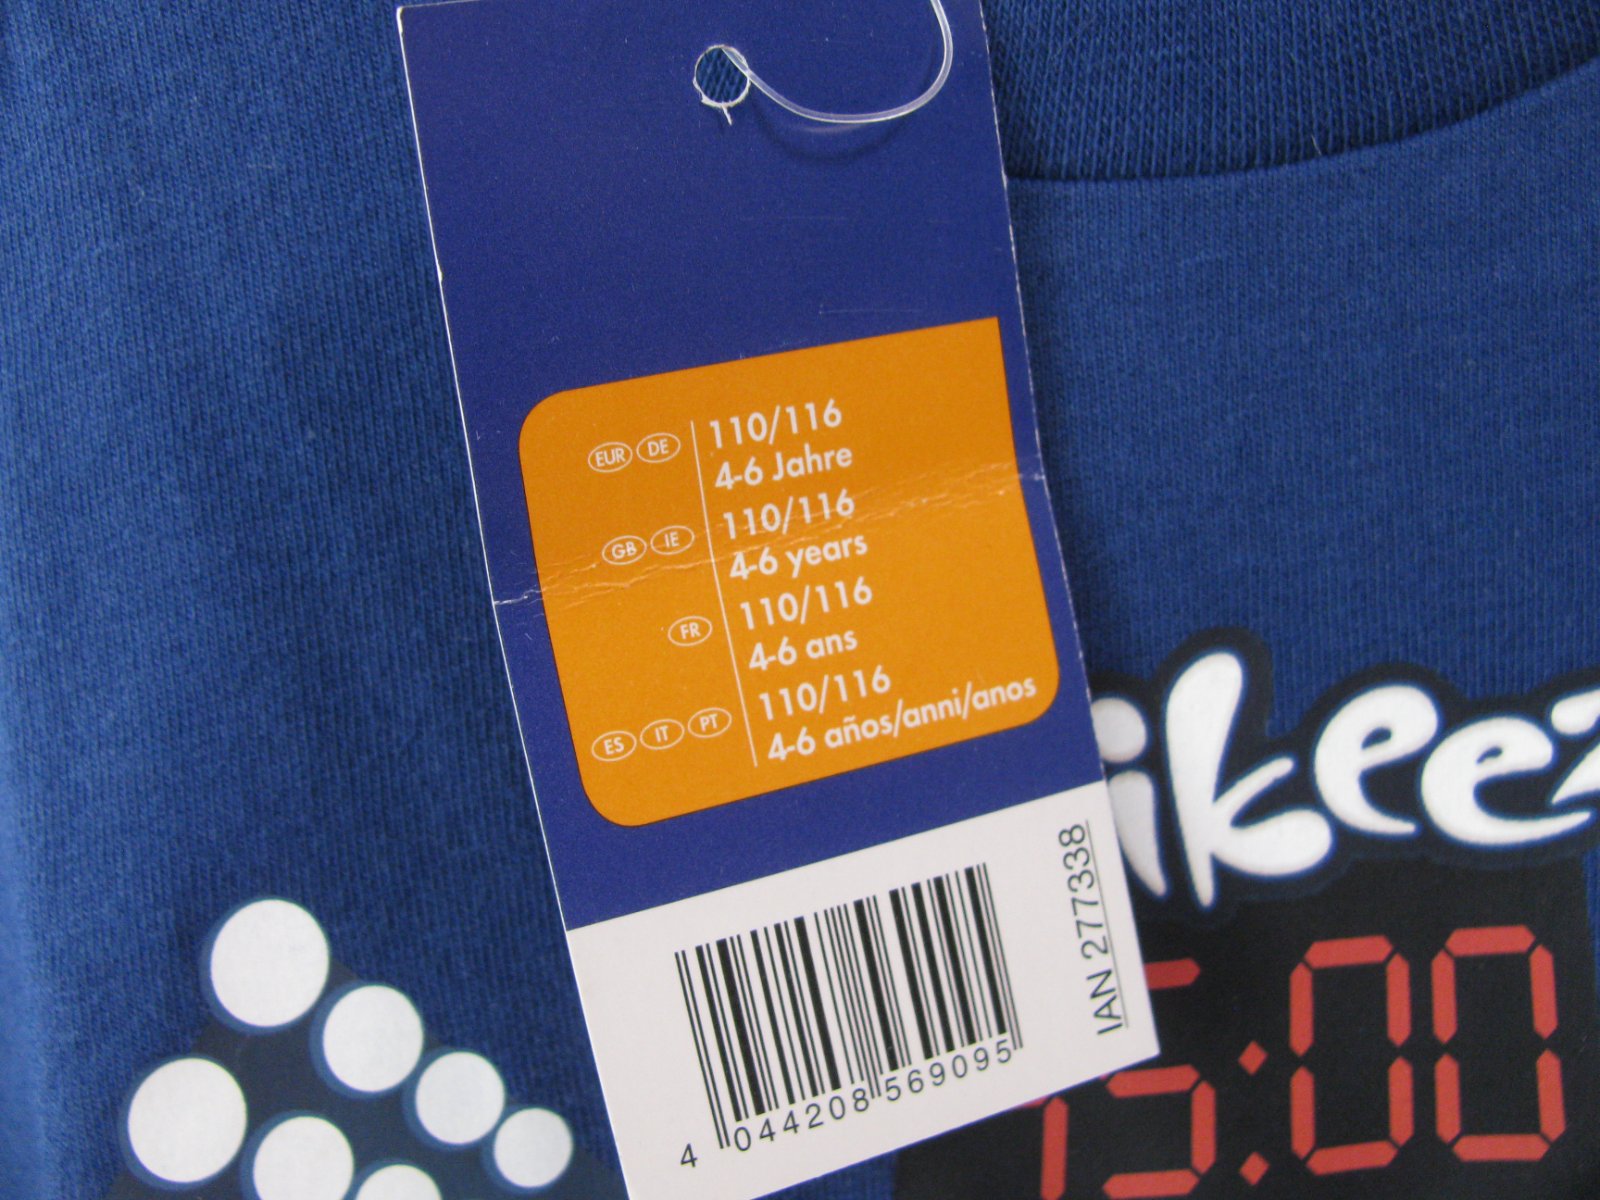 EUR DE 110/116
4-6 Jahre
GB IE 110/116
4-6 years
FR 110/116
4-6 ans
ES IT PT 110/116
4-6 años/anni/anos
IAN 277338
4 044208 569095
ikeez
15:00